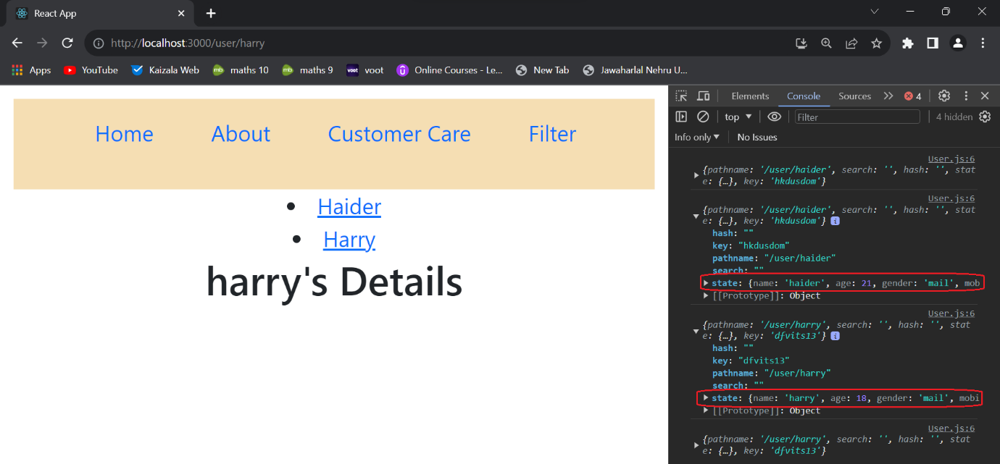 React App
http://localhost:3000/user/harry
Apps YouTube Kaizala Web maths 10 maths 9 voot Online Courses - Le... New Tab Jawaharlal Nehru U...
Home About Customer Care Filter
Haider
Harry
harry's Details
Elements Console Sources 4
top Filter 4 hidden
Info only No Issues
User.js:6
{pathname: '/user/haider', search: '', hash: '', stat
e: {…}, key: 'hkdusdom'}
User.js:6
{pathname: '/user/haider', search: '', hash: '', stat
e: {…}, key: 'hkdusdom'}
hash: ""
key: "hkdusdom"
pathname: "/user/haider"
search: ""
state: {name: 'haider', age: 21, gender: 'mail', mob
[[Prototype]]: Object
User.js:6
{pathname: '/user/harry', search: '', hash: '', stat
e: {…}, key: 'dfvits13'}
hash: ""
key: "dfvits13"
pathname: "/user/harry"
search: ""
state: {name: 'harry', age: 18, gender: 'mail', mobi
[[Prototype]]: Object
User.js:6
{pathname: '/user/harry', search: '', hash: '', stat
e: {…}, key: 'dfvits13'}